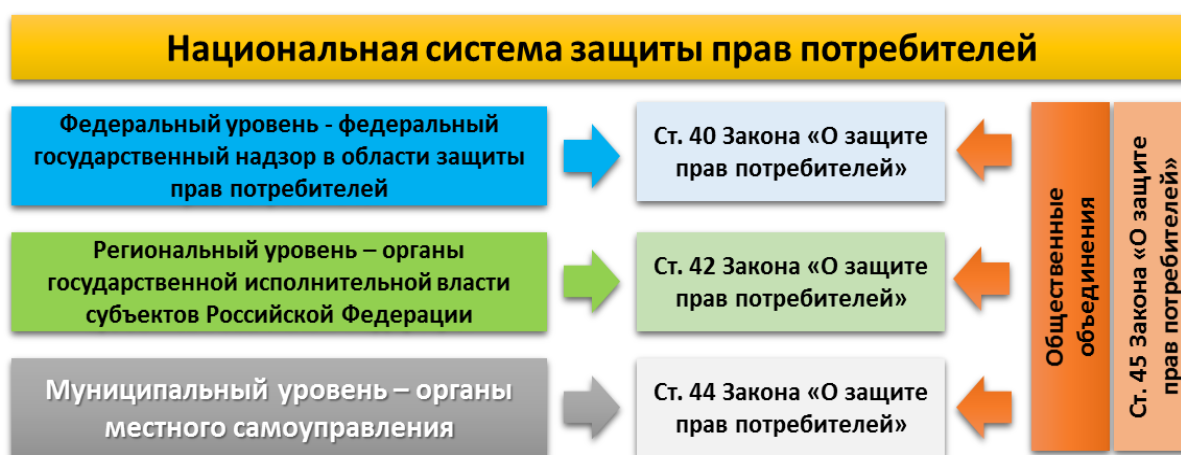 Национальная система защиты прав потребителей
Федеральный уровень - федеральный
государственный надзор в области защиты
прав потребителей
Ст. 40 Закона «О защите
прав потребителей»
Региональный уровень – органы
государственной исполнительной власти
субъектов Российской Федерации
Ст. 42 Закона «О защите
прав потребителей»
Муниципальный уровень – органы
местного самоуправления
Ст. 44 Закона «О защите
прав потребителей»
Общественные
объединения
Ст. 45 Закона «О защите
прав потребителей»